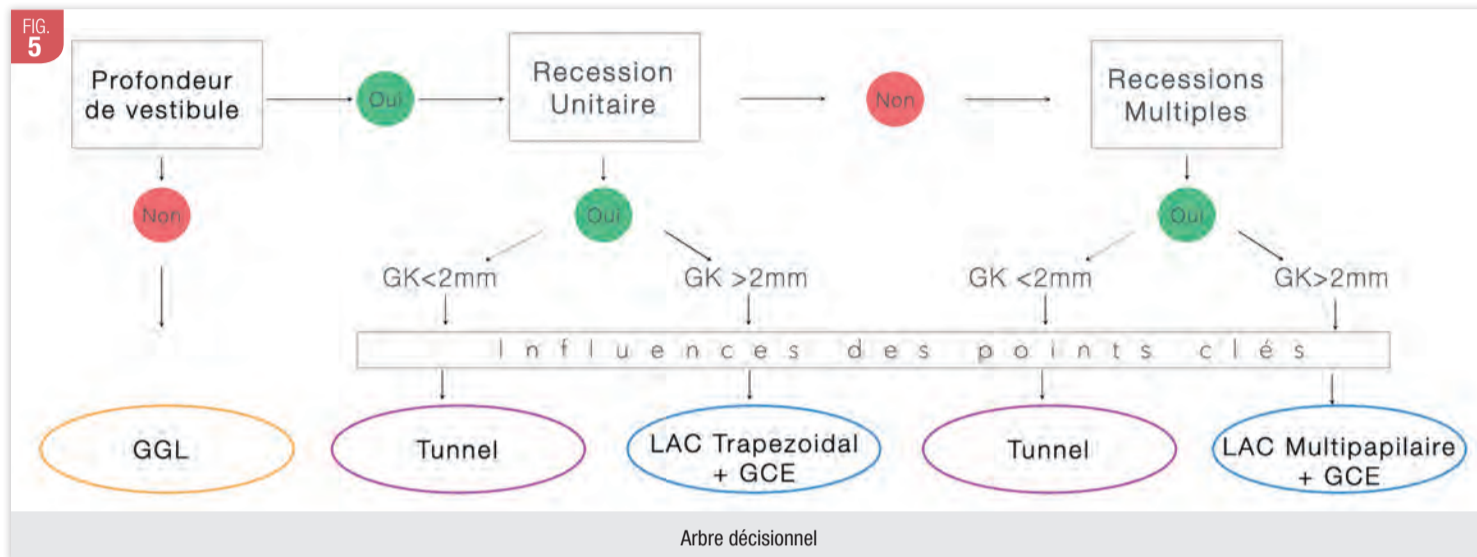 FIG.
5
Profondeur
de vestibule
Oui
Recession
Unitaire
Non
Recessions
Multiples
Non
Oui
Oui
GK<2mm
GK >2mm
GK <2mm
GK>2mm
Influences des points clés
GGL
Tunnel
LAC Trapezoidal
+ GCE
Tunnel
LAC Multipapilaire
+ GCE
Arbre décisionnel